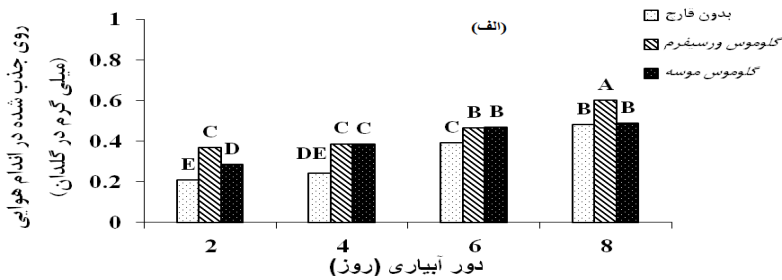 روی جذب شده در اندام هوایی
(میلی گرم در گلدان)
1
0.8
0.6
0.4
0.2
0
(الف)
بدون قارچ
گلوموس ورسیفرم
گلوموس موسه
E C D
DE C C
C B B
B A B
2 4 6 8
دور آبیاری (روز)